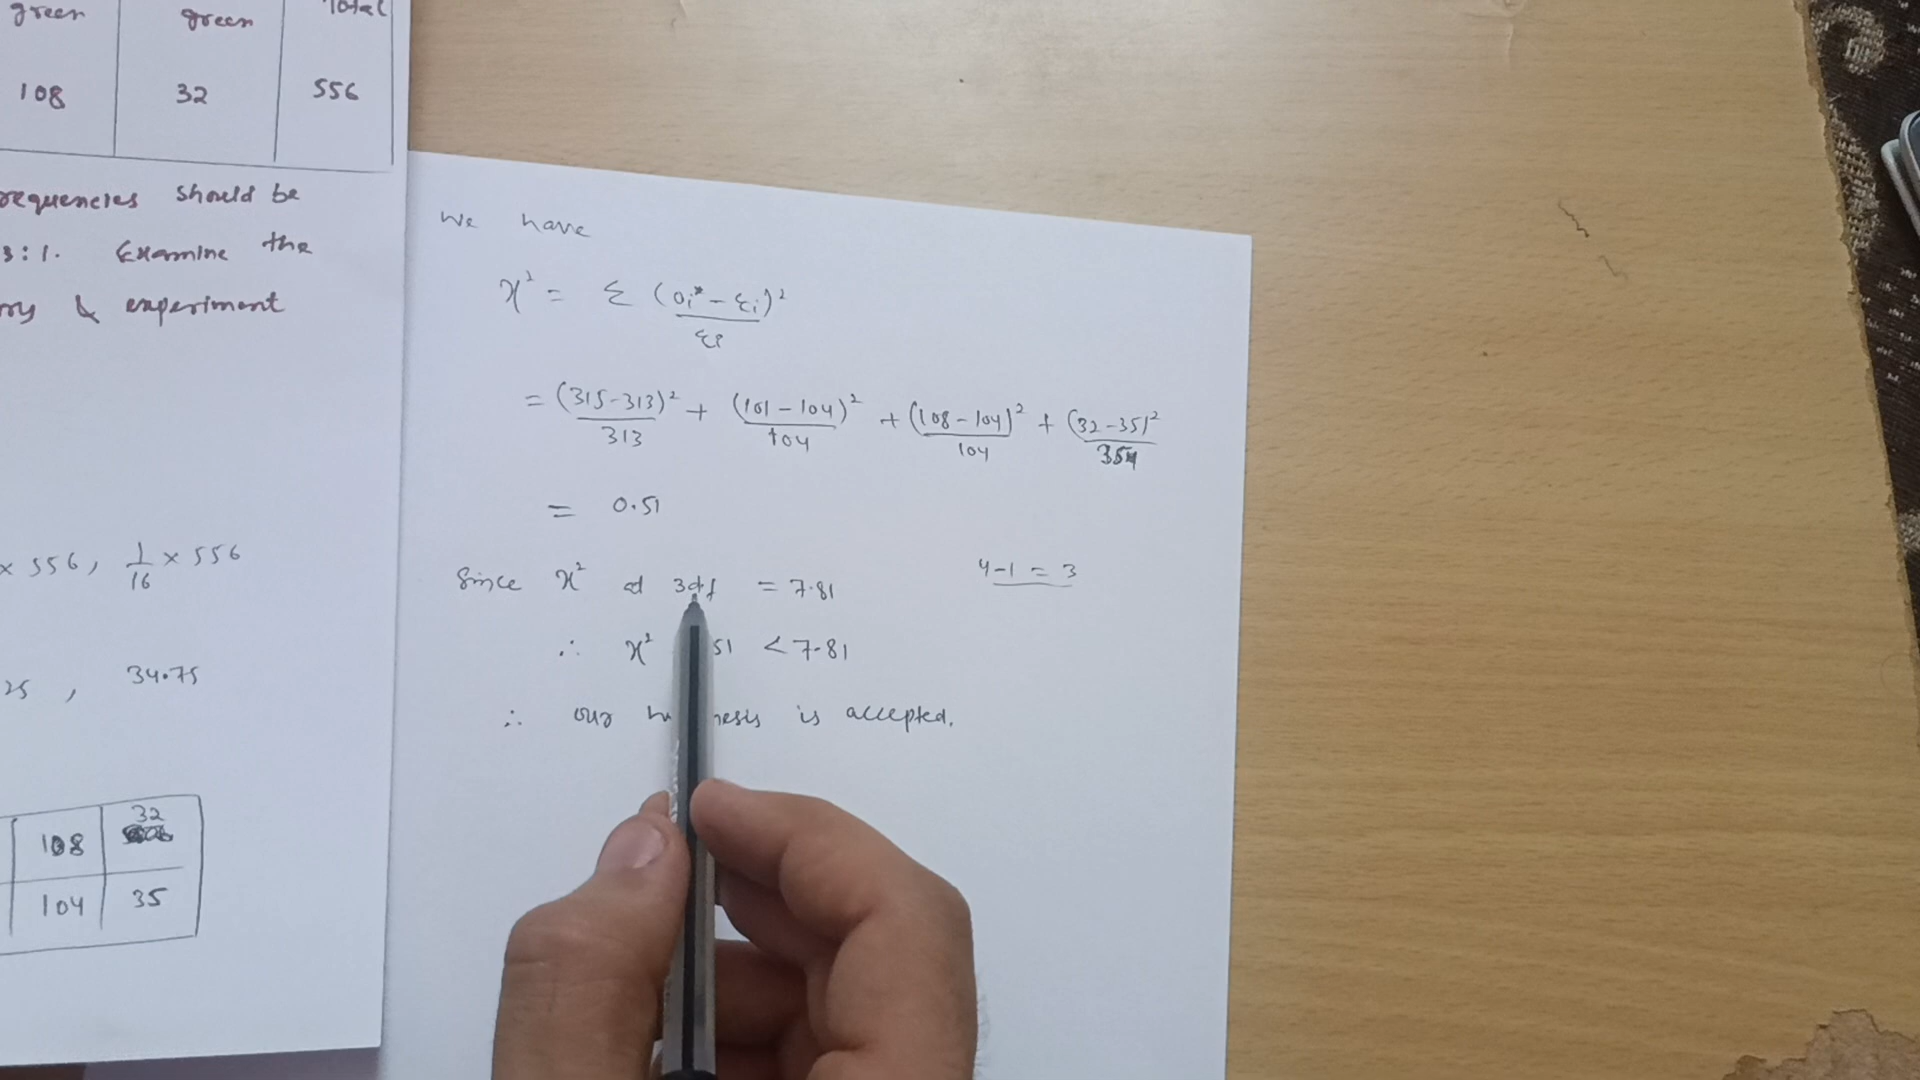 green green Total
108 32 556
requencies should be
3:1. Examine the
ory & experiment
x 556, 1/16 x 556
25, 34.75
32
108
104 35
We have
χ² = Σ (Oi - Ei)² / Ei
= (315-313)²/313 + (101-104)²/104 + (108-104)²/104 + (32-35)²/35
= 0.51
Since χ² at 3df = 7.81 4-1 = 3
∴ χ² 51 < 7.81
∴ our is accepted.